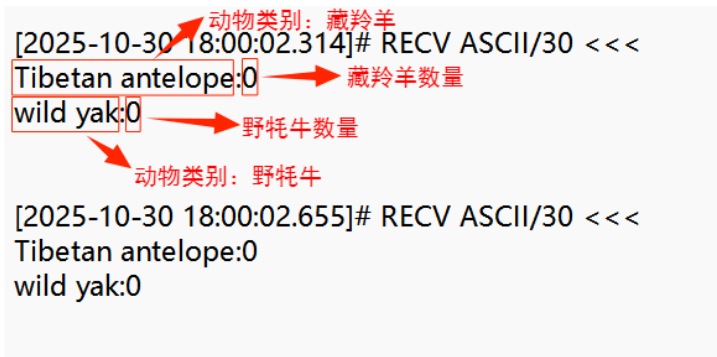 动物类别：藏羚羊
[2025-10-30 18:00:02.314]# RECV ASCII/30 <<<
Tibetan antelope:0
藏羚羊数量
wild yak:0
野牦牛数量
动物类别：野牦牛
[2025-10-30 18:00:02.655]# RECV ASCII/30 <<<
Tibetan antelope:0
wild yak:0